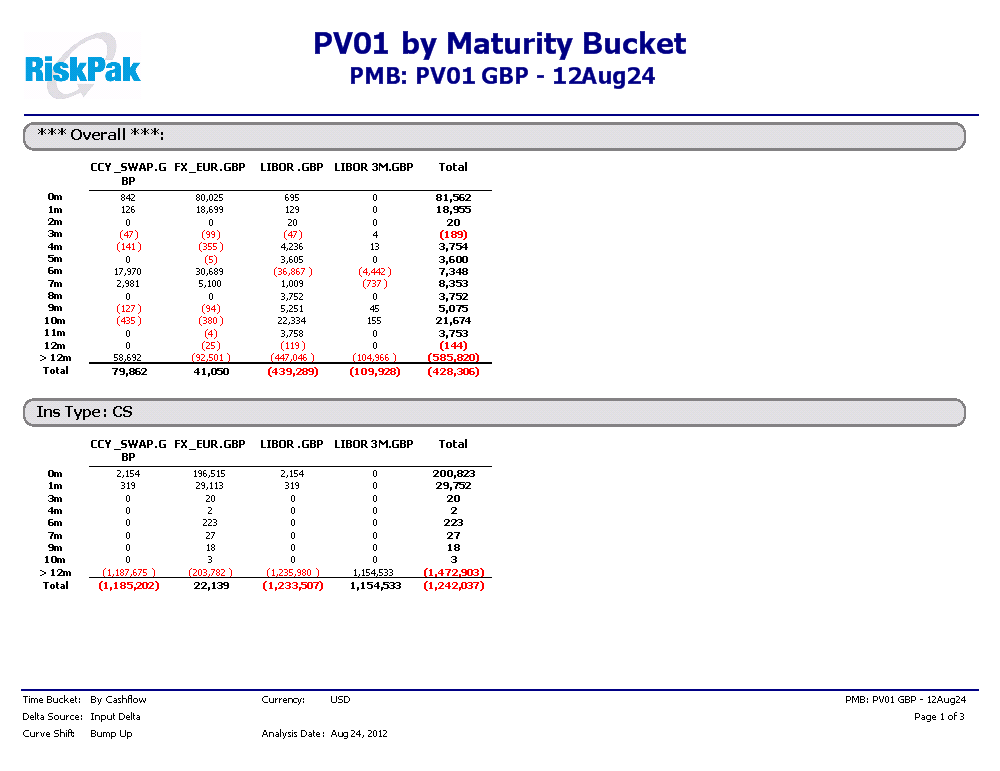 RiskPak
PV01 by Maturity Bucket
PMB: PV01 GBP - 12Aug24
*** Overall ***:
CCY_SWAP.G FX_EUR.GBP LIBOR.GBP LIBOR 3M.GBP Total
BP
0m 842 80,025 695 0 81,562
1m 126 18,699 129 0 18,955
2m 0 0 20 0 20
3m (47) (99) (47) 4 (189)
4m (141) (355) 4,236 13 3,754
5m 0 (5) 3,605 0 3,600
6m 17,970 30,689 (36,867) (4,442) 7,348
7m 2,981 5,100 1,009 (737) 8,353
8m 0 0 3,752 0 3,752
9m (127) (94) 5,251 45 5,075
10m (435) (380) 22,334 155 21,674
11m 0 (4) 3,758 0 3,753
12m 0 (25) (119) 0 (144)
> 12m 58,692 (92,501) (447,046) (104,966) (585,820)
Total 79,862 41,050 (439,289) (109,928) (428,306)
Ins Type: CS
CCY_SWAP.G FX_EUR.GBP LIBOR.GBP LIBOR 3M.GBP Total
BP
0m 2,154 196,515 2,154 0 200,823
1m 319 29,113 319 0 29,752
3m 0 20 0 0 20
4m 0 2 0 0 2
6m 0 223 0 0 223
7m 0 27 0 0 27
9m 0 18 0 0 18
10m 0 3 0 0 3
> 12m (1,187,675) (203,782) (1,235,980) 1,154,533 (1,472,903)
Total (1,185,202) 22,139 (1,233,507) 1,154,533 (1,242,037)
Time Bucket: By Cashflow Currency: USD PMB: PV01 GBP - 12Aug24
Delta Source: Input Delta Page 1 of 3
Curve Shift: Bump Up Analysis Date: Aug 24, 2012